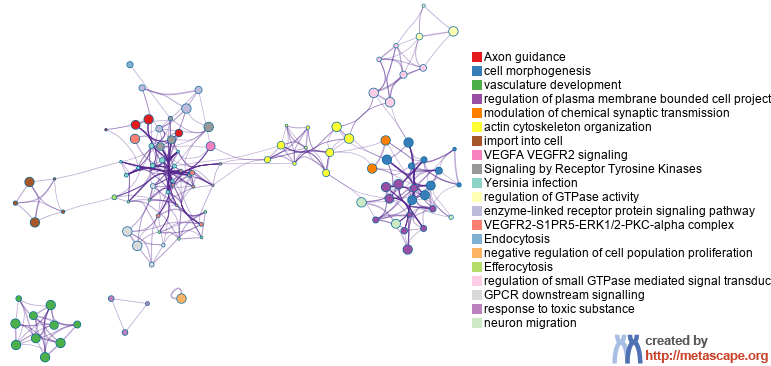 Axon guidance
cell morphogenesis
vasculature development
regulation of plasma membrane bounded cell project
modulation of chemical synaptic transmission
actin cytoskeleton organization
import into cell
VEGFA VEGFR2 signaling
Signaling by Receptor Tyrosine Kinases
Yersinia infection
regulation of GTPase activity
enzyme-linked receptor protein signaling pathway
VEGFR2-S1PR5-ERK1/2-PKC-alpha complex
Endocytosis
negative regulation of cell population proliferation
Efferocytosis
regulation of small GTPase mediated signal transduc
GPCR downstream signalling
response to toxic substance
neuron migration
created by
http://metascape.org